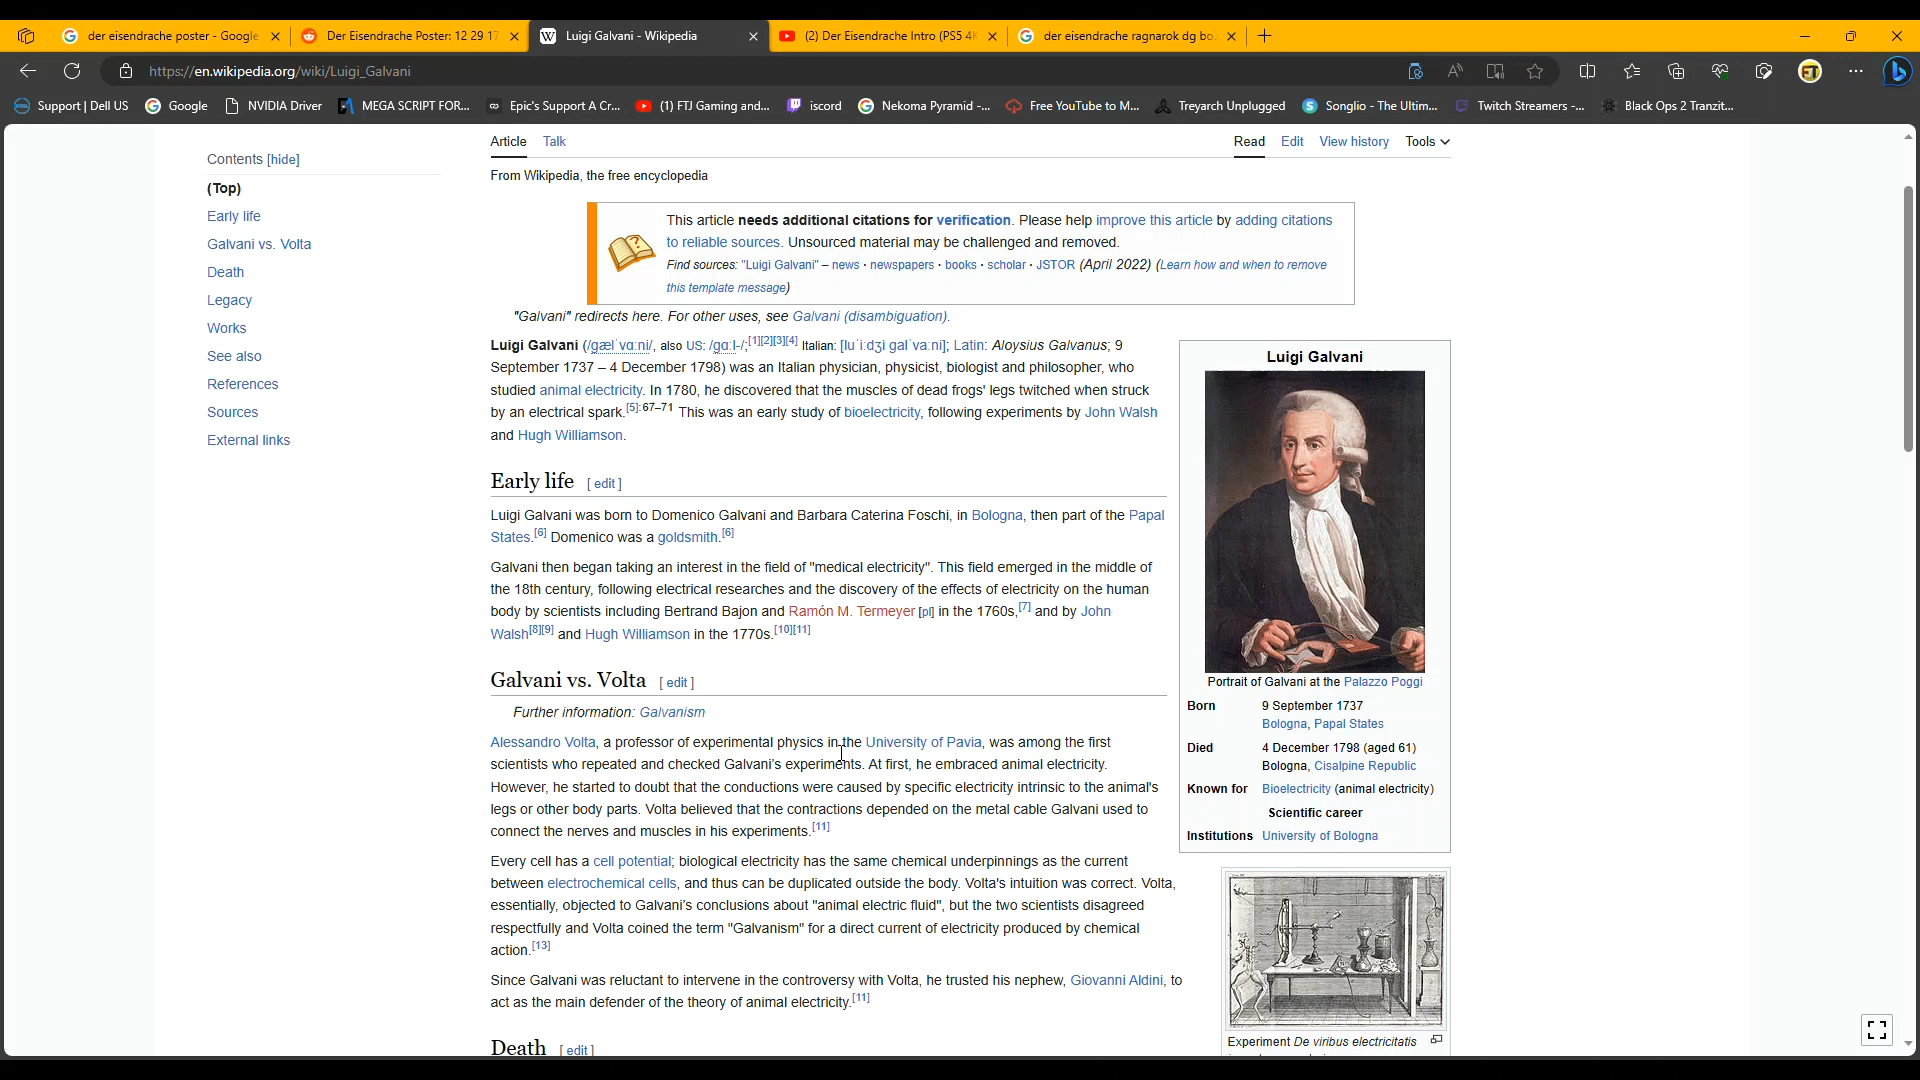 der eisendrache poster - Google
Der Eisendrache Poster: 12 29 17
Luigi Galvani - Wikipedia
(2) Der Eisendrache Intro (PS5 4K
der eisendrache ragnarok dg bo
https://en.wikipedia.org/wiki/Luigi_Galvani
Support | Dell US
Google
NVIDIA Driver
MEGA SCRIPT FOR...
Epic's Support A Cr...
(1) FTJ Gaming and...
iscord
Nekoma Pyramid -...
Free YouTube to M...
Treyarch Unplugged
Songlio - The Ultim...
Twitch Streamers -...
Black Ops 2 Tranzit...
Contents [hide]
(Top)
Early life
Galvani vs. Volta
Death
Legacy
Works
See also
References
Sources
External links
Article Talk
Read Edit View history Tools
From Wikipedia, the free encyclopedia
This article needs additional citations for verification. Please help improve this article by adding citations
to reliable sources. Unsourced material may be challenged and removed.
Find sources: "Luigi Galvani" – news · newspapers · books · scholar · JSTOR (April 2022) (Learn how and when to remove
this template message)
"Galvani" redirects here. For other uses, see Galvani (disambiguation).
Luigi Galvani (/ɡælˈvɑːni/, also US: /ɡɑːl-/;[1][2][3][4] Italian: [luˈiːdʒi ɡalˈvaːni]; Latin: Aloysius Galvanus; 9
September 1737 – 4 December 1798) was an Italian physician, physicist, biologist and philosopher, who
studied animal electricity. In 1780, he discovered that the muscles of dead frogs' legs twitched when struck
by an electrical spark.[5]:67–71 This was an early study of bioelectricity, following experiments by John Walsh
and Hugh Williamson.
Early life [ edit ]
Luigi Galvani was born to Domenico Galvani and Barbara Caterina Foschi, in Bologna, then part of the Papal
States.[6] Domenico was a goldsmith.[6]
Galvani then began taking an interest in the field of "medical electricity". This field emerged in the middle of
the 18th century, following electrical researches and the discovery of the effects of electricity on the human
body by scientists including Bertrand Bajon and Ramón M. Termeyer [pl] in the 1760s,[7] and by John
Walsh[8][9] and Hugh Williamson in the 1770s.[10][11]
Galvani vs. Volta [ edit ]
Further information: Galvanism
Alessandro Volta, a professor of experimental physics in the University of Pavia, was among the first
scientists who repeated and checked Galvani's experiments. At first, he embraced animal electricity.
However, he started to doubt that the conductions were caused by specific electricity intrinsic to the animal's
legs or other body parts. Volta believed that the contractions depended on the metal cable Galvani used to
connect the nerves and muscles in his experiments.[11]
Every cell has a cell potential; biological electricity has the same chemical underpinnings as the current
between electrochemical cells, and thus can be duplicated outside the body. Volta's intuition was correct. Volta,
essentially, objected to Galvani's conclusions about "animal electric fluid", but the two scientists disagreed
respectfully and Volta coined the term "Galvanism" for a direct current of electricity produced by chemical
action.[13]
Since Galvani was reluctant to intervene in the controversy with Volta, he trusted his nephew, Giovanni Aldini, to
act as the main defender of the theory of animal electricity.[11]
Death [ edit ]
Luigi Galvani
Portrait of Galvani at the Palazzo Poggi
Born 9 September 1737
Bologna, Papal States
Died 4 December 1798 (aged 61)
Bologna, Cisalpine Republic
Known for Bioelectricity (animal electricity)
Scientific career
Institutions University of Bologna
Experiment De viribus electricitatis